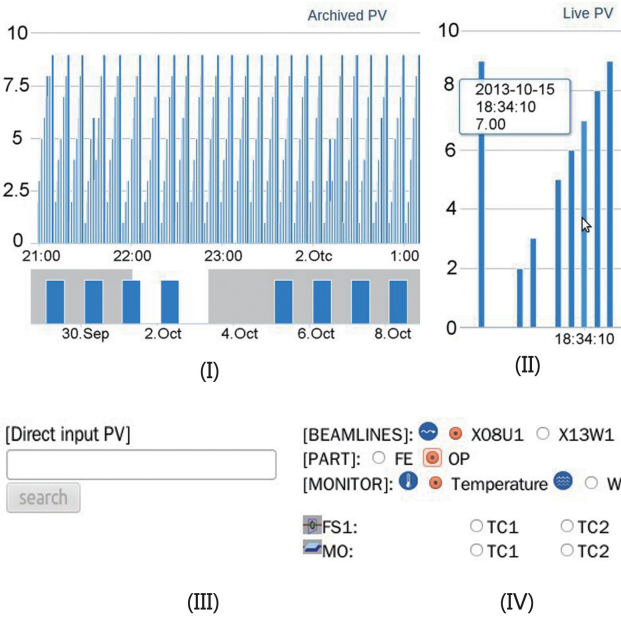 Archived PV
10
7.5
5
2.5
0
21:00 22:00 23:00 2.Otc 1:00
30.Sep 2.Oct 4.Oct 6.Oct 8.Oct
(I)
Live PV
10
8
6
4
2
0
2013-10-15
18:34:10
7.00
18:34:10
(II)
[Direct input PV]
search
(III)
[BEAMLINES]: X08U1 X13W1
[PART]: FE OP
[MONITOR]: Temperature W
FS1: TC1 TC2
MO: TC1 TC2
(IV)